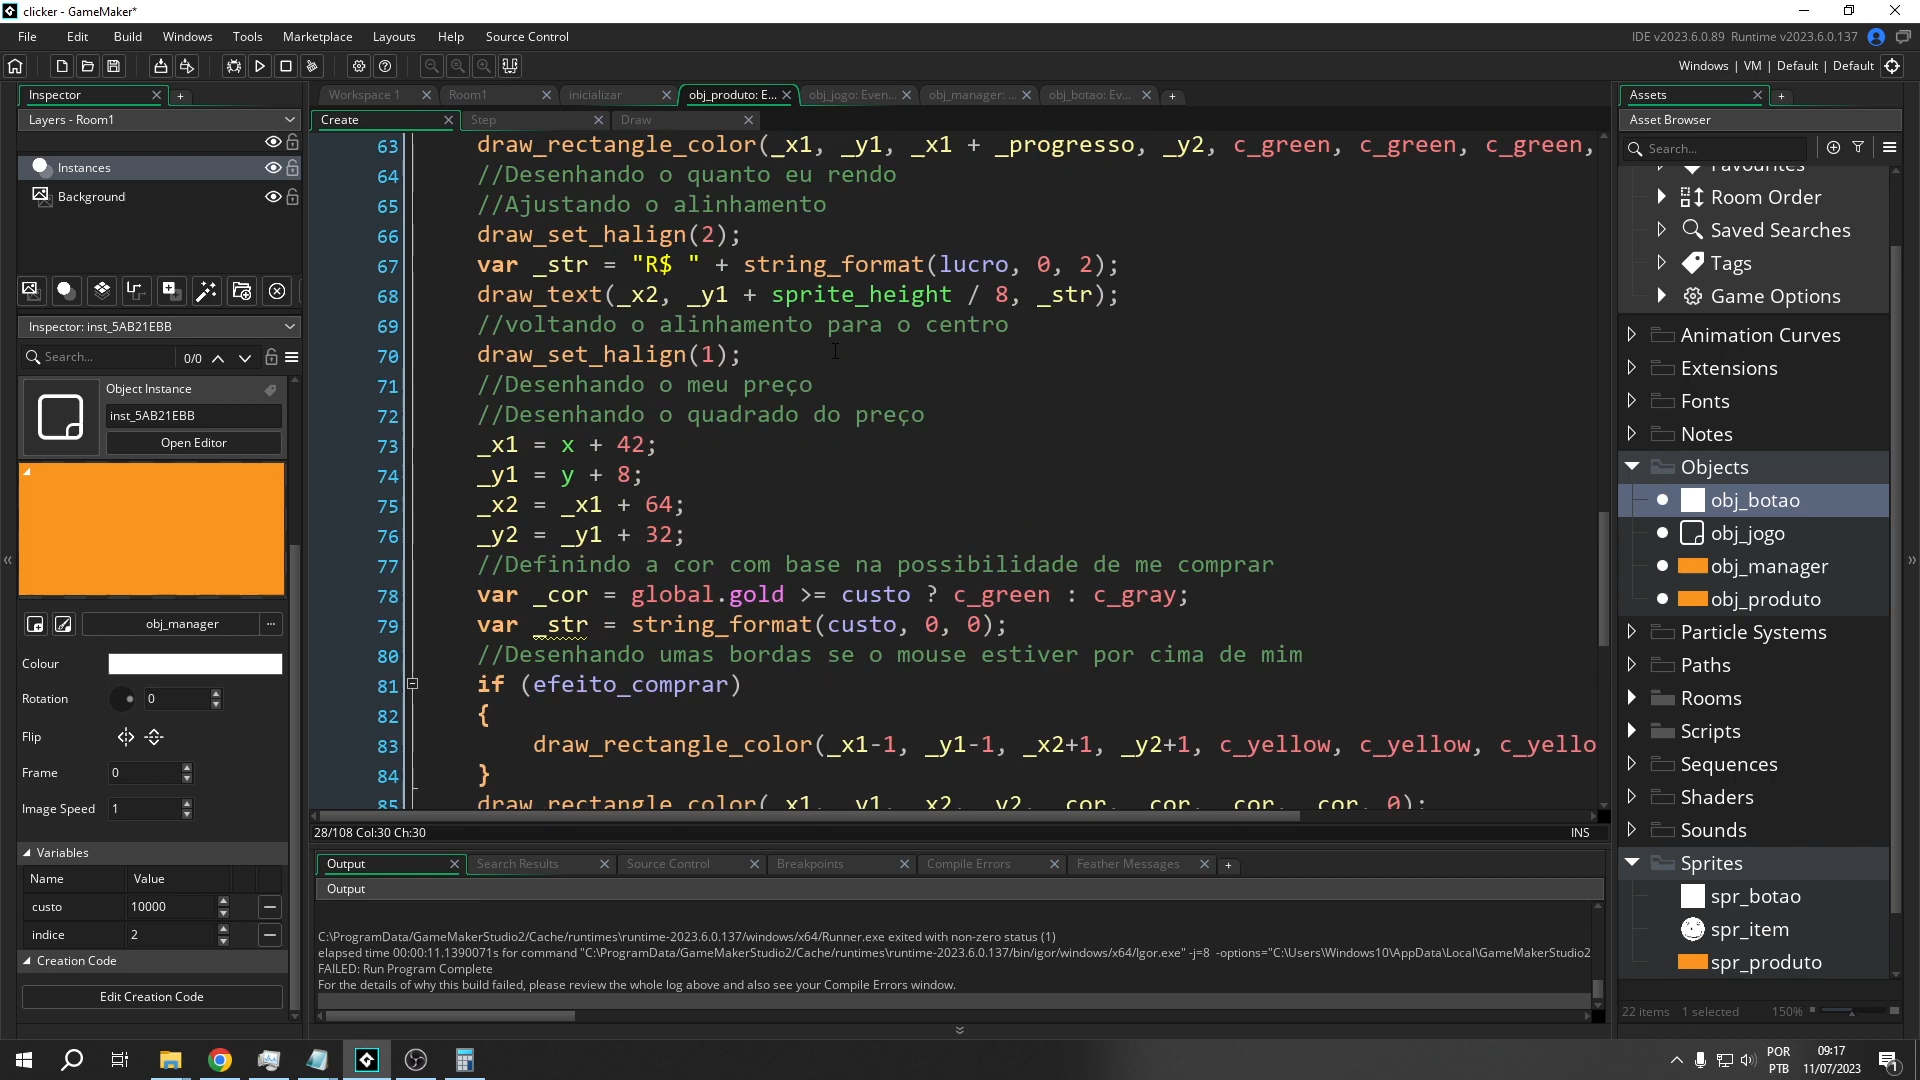 clicker - GameMaker*
File Edit Build Windows Tools Marketplace Layouts Help Source Control
IDE v2023.6.0.89 Runtime v2023.6.0.137
Windows | VM | Default | Default
Inspector
Layers - Room1
Instances
Background
Inspector: inst_5AB21EBB
Search...
0/0
Object Instance
inst_5AB21EBB
Open Editor
obj_manager
...
Colour
Rotation 0
Flip
Frame 0
Image Speed 1
Variables
Name Value
custo 10000
indice 2
Creation Code
Edit Creation Code
Workspace 1 Room1 inicializar obj_produto: E... obj_jogo: Even... obj_manager: ... obj_botao: Ev...
Create Step Draw
63 draw_rectangle_color(_x1, _y1, _x1 + _progresso, _y2, c_green, c_green, c_green,
64 //Desenhando o quanto eu rendo
65 //Ajustando o alinhamento
66 draw_set_halign(2);
67 var _str = "R$ " + string_format(lucro, 0, 2);
68 draw_text(_x2, _y1 + sprite_height / 8, _str);
69 //voltando o alinhamento para o centro
70 draw_set_halign(1);
71 //Desenhando o meu preço
72 //Desenhando o quadrado do preço
73 _x1 = x + 42;
74 _y1 = y + 8;
75 _x2 = _x1 + 64;
76 _y2 = _y1 + 32;
77 //Definindo a cor com base na possibilidade de me comprar
78 var _cor = global.gold >= custo ? c_green : c_gray;
79 var _str = string_format(custo, 0, 0);
80 //Desenhando umas bordas se o mouse estiver por cima de mim
81 if (efeito_comprar)
82 {
83 draw_rectangle_color(_x1-1, _y1-1, _x2+1, _y2+1, c_yellow, c_yellow, c_yello
84 }
85 draw_rectangle_color(_x1, _y1, _x2, _y2, _cor, _cor, _cor, _cor, 0);
28/108 Col:30 Ch:30
INS
Output Search Results Source Control Breakpoints Compile Errors Feather Messages
Output
C:\ProgramData/GameMakerStudio2/Cache/runtimes\runtime-2023.6.0.137/windows/x64/Runner.exe exited with non-zero status (1)
elapsed time 00:00:11.1390071s for command "C:\ProgramData/GameMakerStudio2/Cache/runtimes\runtime-2023.6.0.137/bin/igor/windows/x64/Igor.exe" -j=8 -options="C:\Users\Windows10\AppData\Local\GameMakerStudio2
FAILED: Run Program Complete
For the details of why this build failed, please review the whole log above and also see your Compile Errors window.
Assets
Asset Browser
Search...
Favourites
Room Order
Saved Searches
Tags
Game Options
Animation Curves
Extensions
Fonts
Notes
Objects
obj_botao
obj_jogo
obj_manager
obj_produto
Particle Systems
Paths
Rooms
Scripts
Sequences
Shaders
Sounds
Sprites
spr_botao
spr_item
spr_produto
22 items 1 selected 150%
POR
PTB
09:17
11/07/2023
1